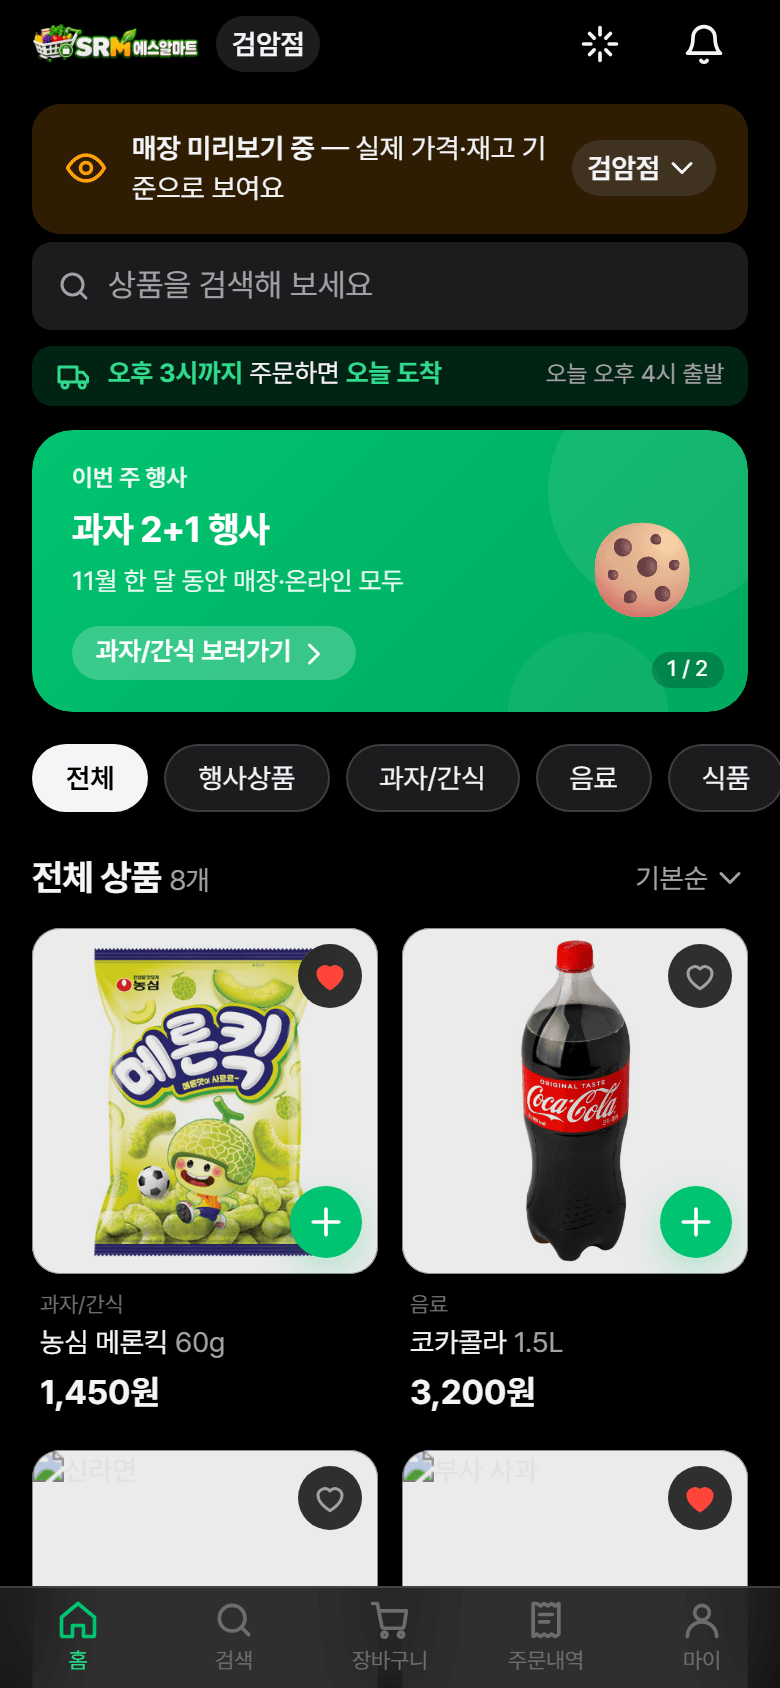 SRM 에스알마트 검암점
매장 미리보기 중 — 실제 가격·재고 기
준으로 보여요
검암점
상품을 검색해 보세요
오후 3시까지 주문하면 오늘 도착 오늘 오후 4시 출발
이번 주 행사
과자 2+1 행사
11월 한 달 동안 매장·온라인 모두
과자/간식 보러가기
1 / 2
전체 행사상품 과자/간식 음료 식품
전체 상품 8개 기본순
농심
메론킥
메론맛이 사르르~
ORIGINAL TASTE
Coca-Cola
과자/간식
농심 메론킥 60g
1,450원
음료
코카콜라 1.5L
3,200원
신라면
부사 사과
홈 검색 장바구니 주문내역 마이